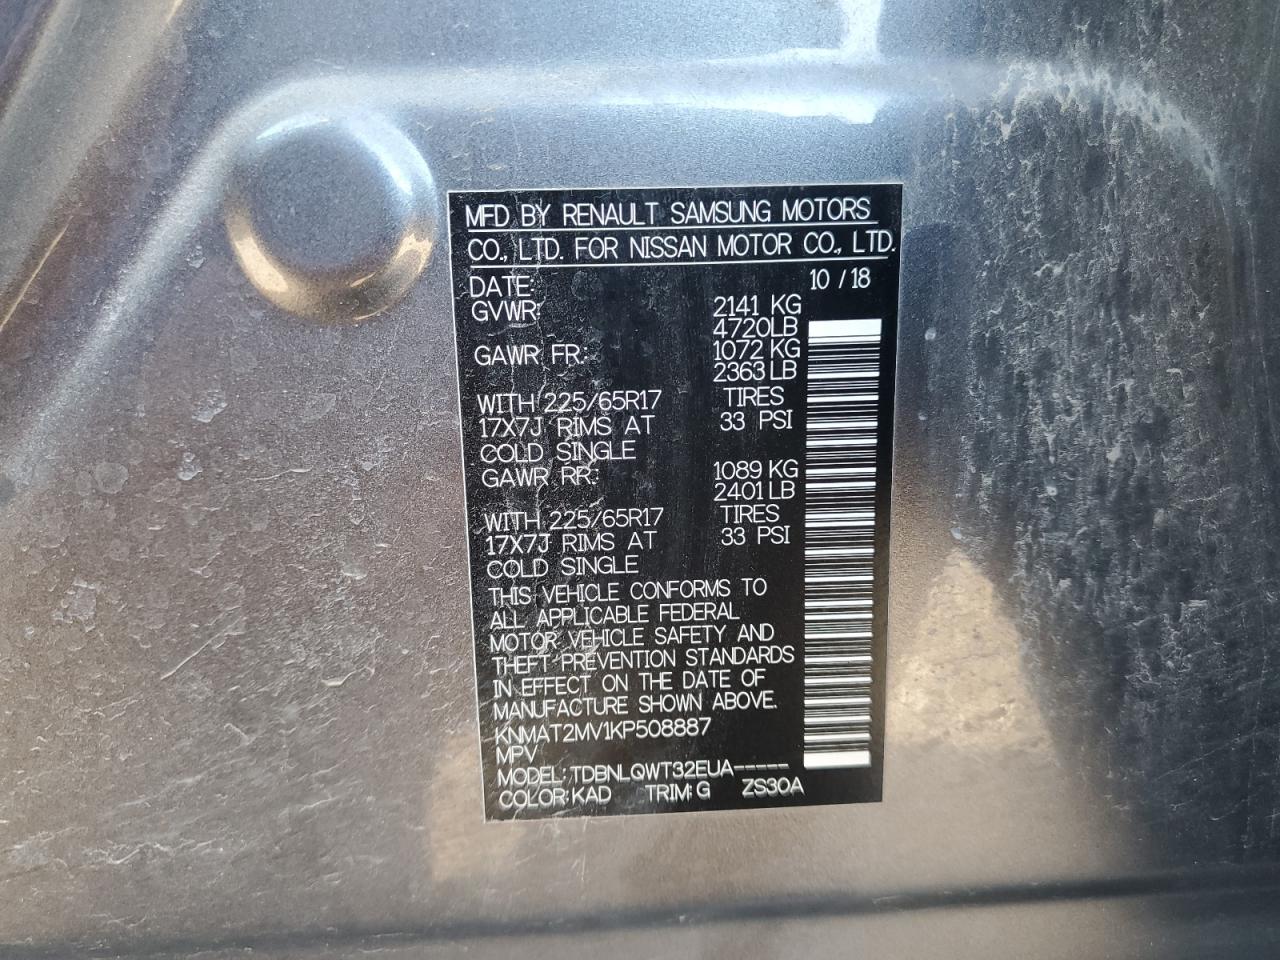 MFD BY RENAULT SAMSUNG MOTORS
CO., LTD. FOR NISSAN MOTOR CO., LTD.
DATE: 10 / 18
GVWR: 2141 KG
4720LB
GAWR FR: 1072 KG
2363 LB
WITH 225/65R17 TIRES
17X7J RIMS AT 33 PSI
COLD SINGLE
GAWR RR: 1089 KG
2401 LB
WITH 225/65R17 TIRES
17X7J RIMS AT 33 PSI
COLD SINGLE
THIS VEHICLE CONFORMS TO
ALL APPLICABLE FEDERAL
MOTOR VEHICLE SAFETY AND
THEFT PREVENTION STANDARDS
IN EFFECT ON THE DATE OF
MANUFACTURE SHOWN ABOVE.
KNMAT2MV1KP508887
MPV
MODEL: TDBNLQWT32EUA-----
COLOR: KAD TRIM: G ZS30A